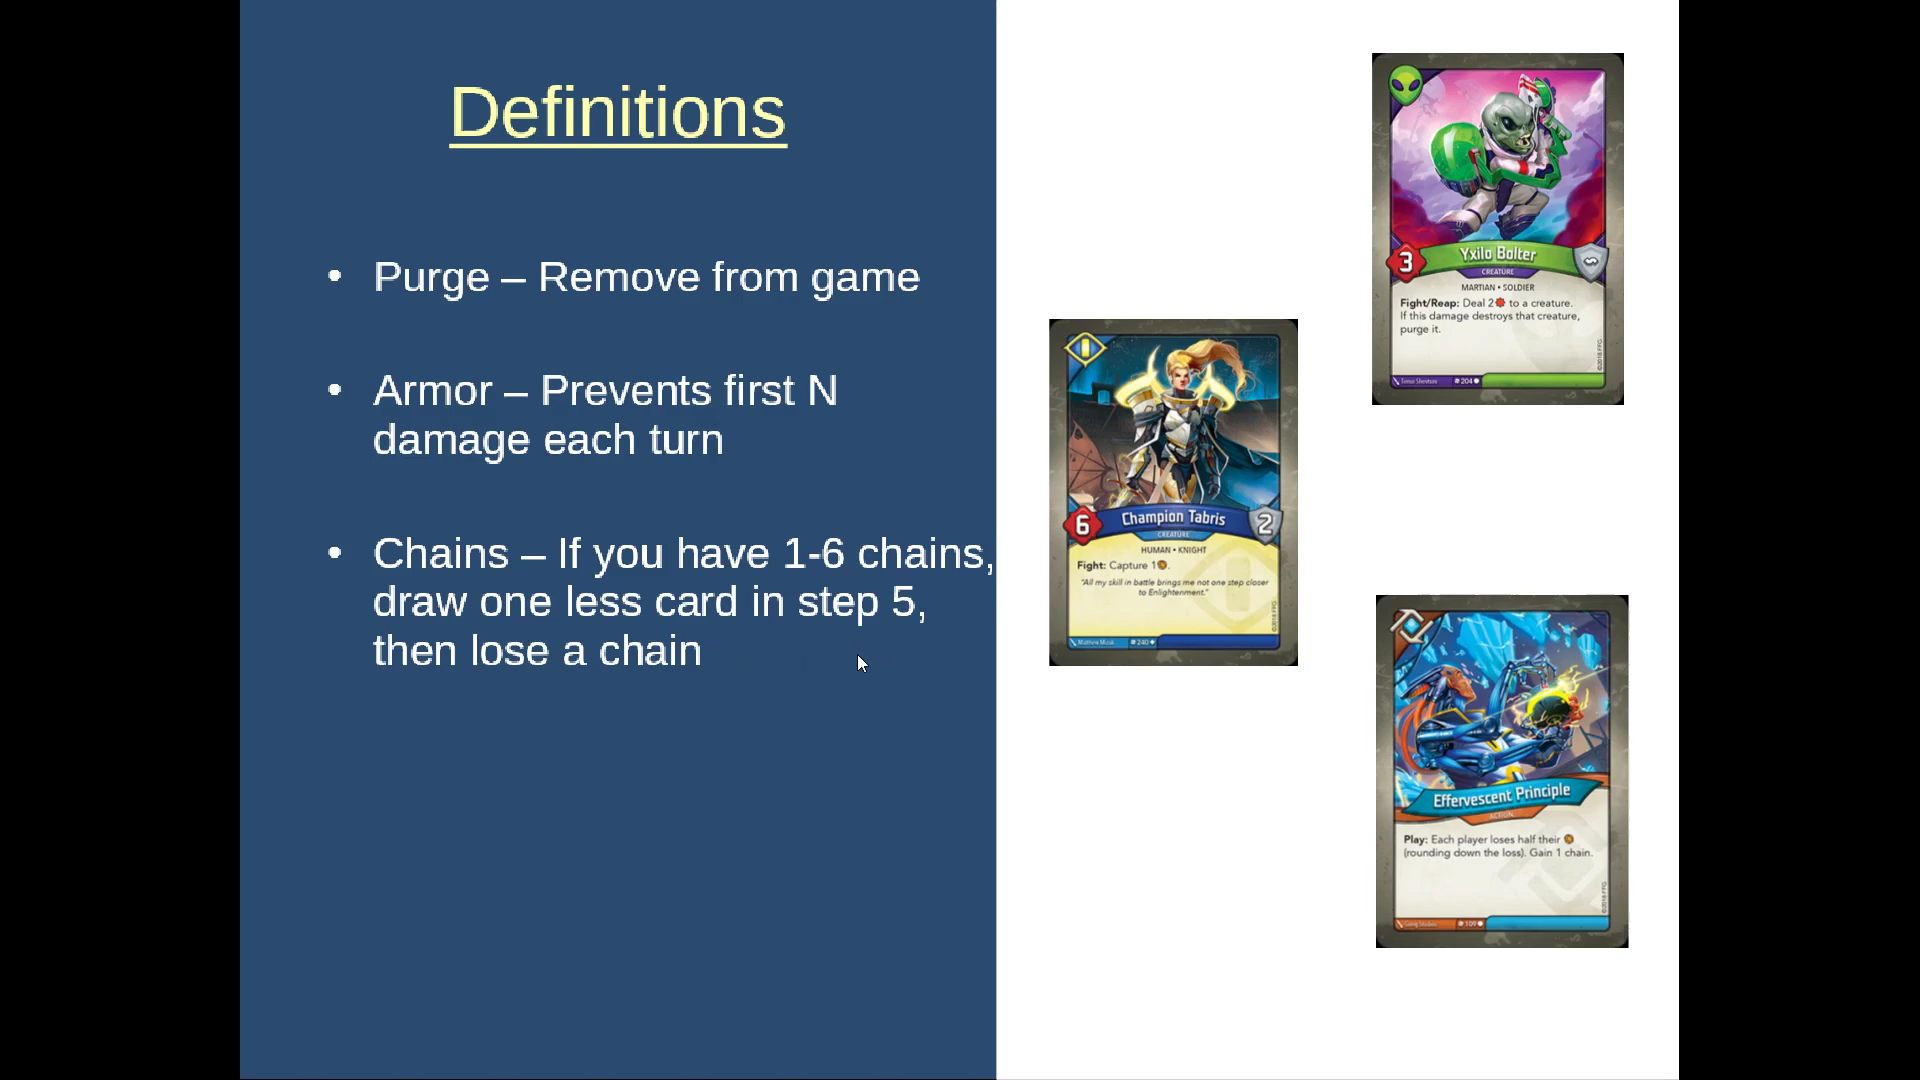 Definitions
• Purge – Remove from game
• Armor – Prevents first N
damage each turn
• Chains – If you have 1-6 chains,
draw one less card in step 5,
then lose a chain
3
Yxilo Bolter
~
CREATURE
MARTIAN • SOLDIER
Fight/Reap: Deal 2 to a creature.
If this damage destroys that creature,
purge it.
204
6
Champion Tabris
2
CREATURE
HUMAN • KNIGHT
Fight: Capture 1.
"All my skill in battle brings me not one step closer
to Enlightenment."
240
Effervescent Principle
ACTION
Play: Each player loses half their
(rounding down the loss). Gain 1 chain.
109